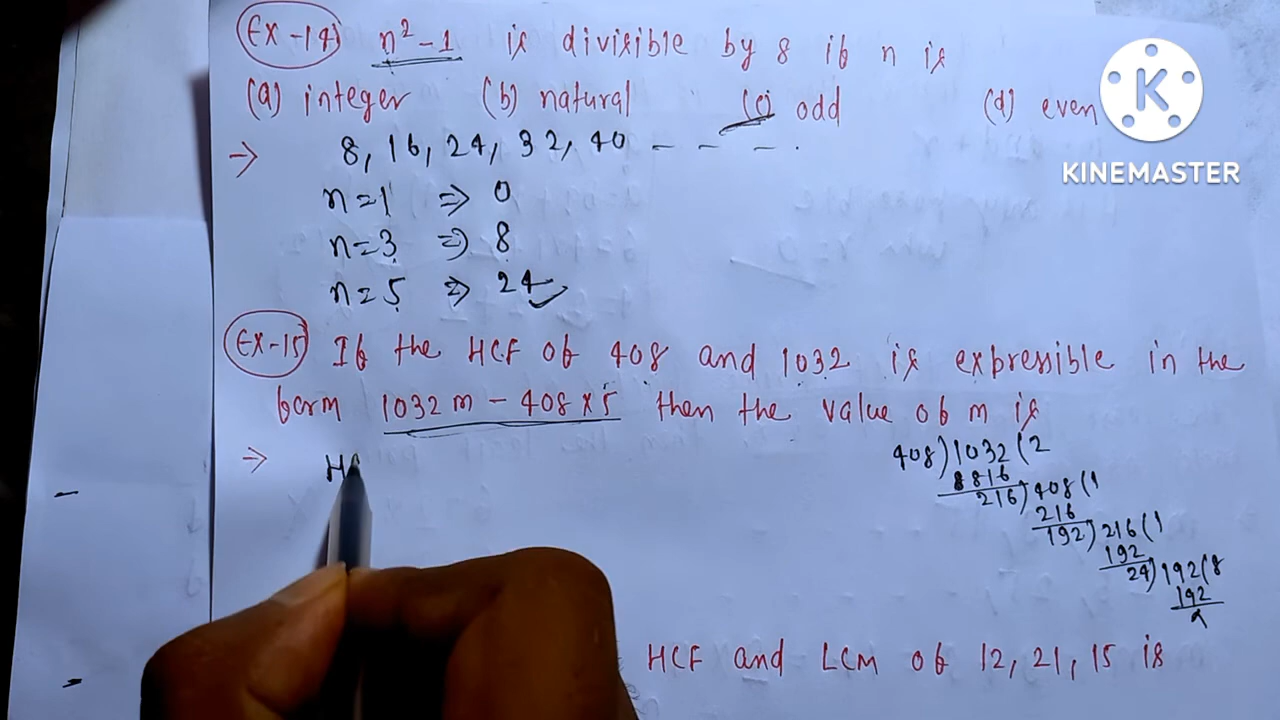 Ex-14 n²-1 is divisible by 8 if n is
(a) integer (b) natural (c) odd (d) even
K
KINEMASTER
→ 8, 16, 24, 32, 40 - - - .
n=1 ⇒ 0
n=3 ⇒ 8
n=5 ⇒ 24 ✓
Ex-15 If the HCF of 408 and 1032 is expressible in the
form 1032m - 408×5 then the value of m is
→ H
408)1032(2
816
216)408(1
216
192)216(1
192
24)192(8
192
HCF and LCM of 12, 21, 15 is